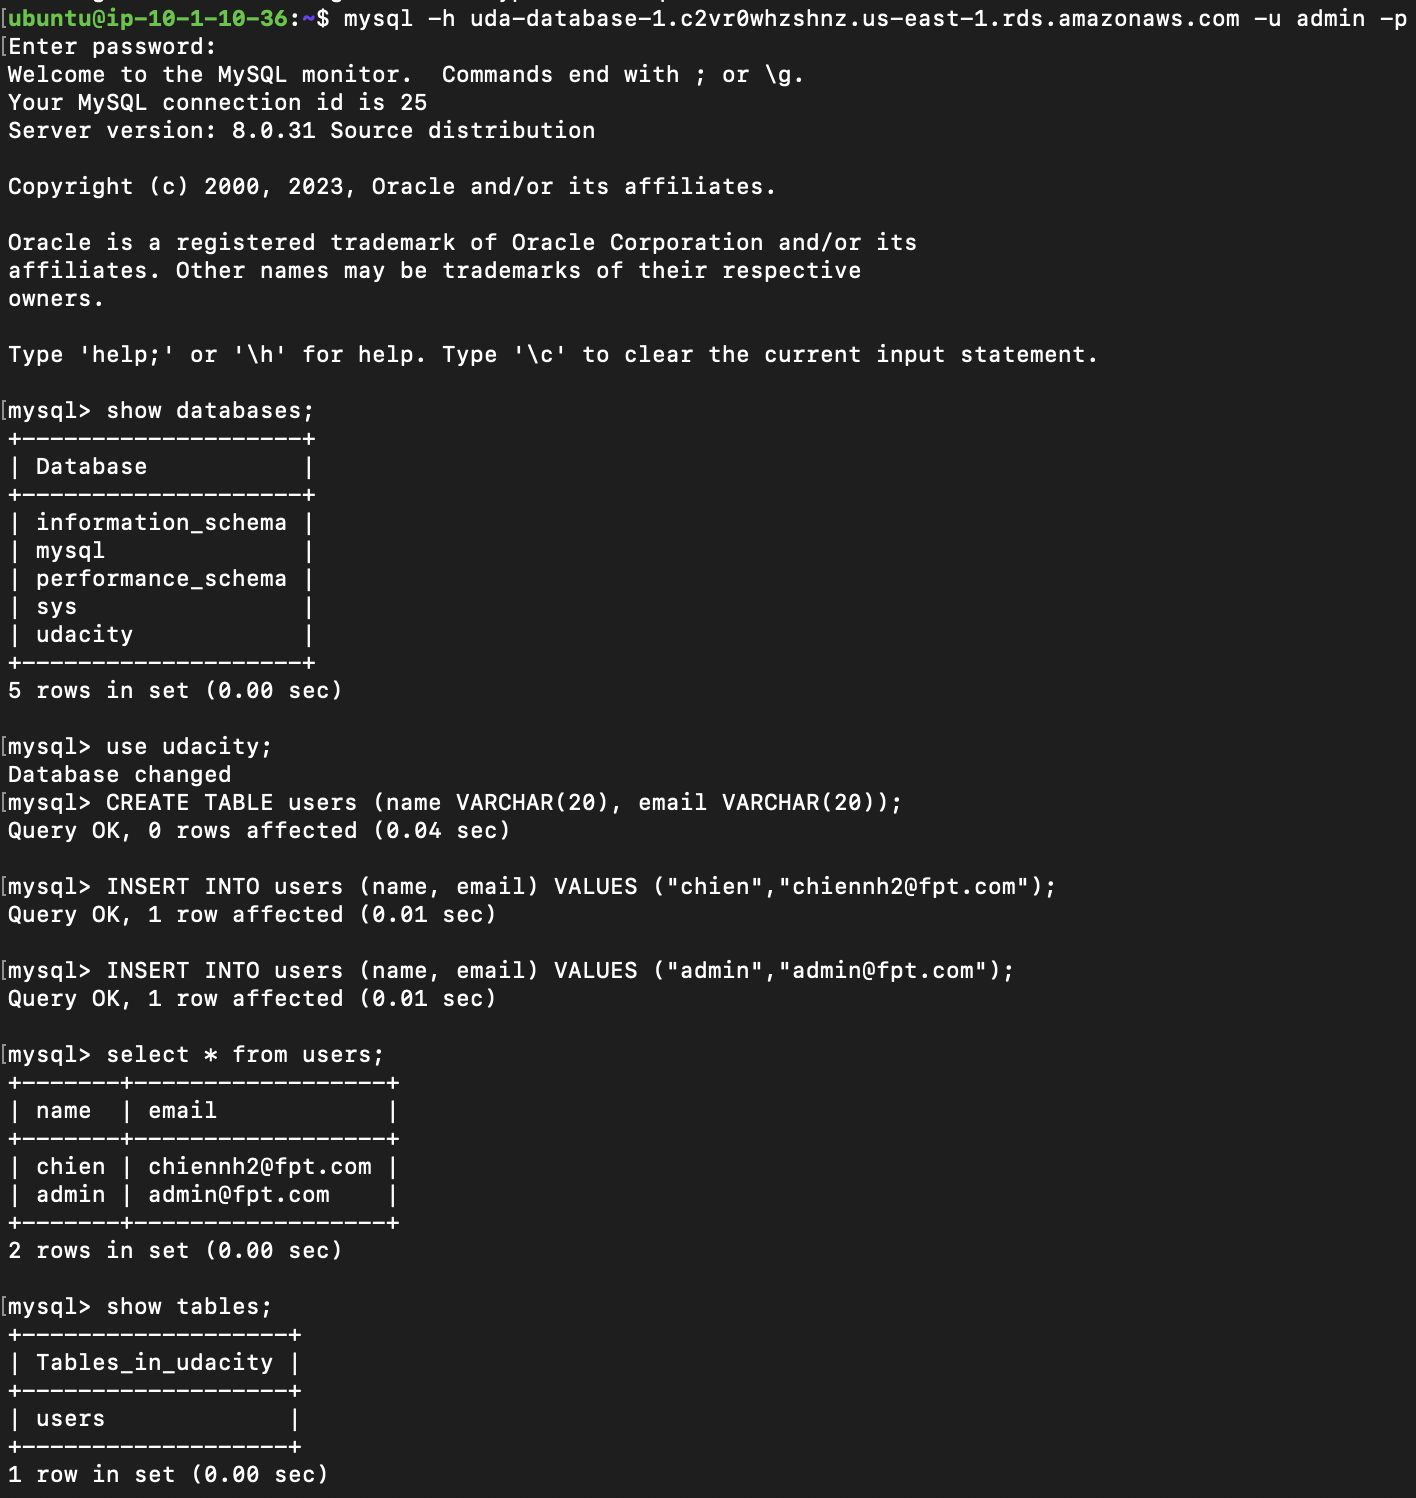 ubuntu@ip-10-1-10-36:~$ mysql -h uda-database-1.c2vr0whzshnz.us-east-1.rds.amazonaws.com -u admin -p
[Enter password:
Welcome to the MySQL monitor.  Commands end with ; or \g.
Your MySQL connection id is 25
Server version: 8.0.31 Source distribution

Copyright (c) 2000, 2023, Oracle and/or its affiliates.

Oracle is a registered trademark of Oracle Corporation and/or its
affiliates. Other names may be trademarks of their respective
owners.

Type 'help;' or '\h' for help. Type '\c' to clear the current input statement.

[mysql> show databases;
+--------------------+
| Database           |
+--------------------+
| information_schema |
| mysql              |
| performance_schema |
| sys                |
| udacity            |
+--------------------+
5 rows in set (0.00 sec)

[mysql> use udacity;
Database changed
[mysql> CREATE TABLE users (name VARCHAR(20), email VARCHAR(20));
Query OK, 0 rows affected (0.04 sec)

[mysql> INSERT INTO users (name, email) VALUES ("chien","chiennh2@fpt.com");
Query OK, 1 row affected (0.01 sec)

[mysql> INSERT INTO users (name, email) VALUES ("admin","admin@fpt.com");
Query OK, 1 row affected (0.01 sec)

[mysql> select * from users;
+-------+------------------+
| name  | email            |
+-------+------------------+
| chien | chiennh2@fpt.com |
| admin | admin@fpt.com    |
+-------+------------------+
2 rows in set (0.00 sec)

[mysql> show tables;
+-------------------+
| Tables_in_udacity |
+-------------------+
| users             |
+-------------------+
1 row in set (0.00 sec)